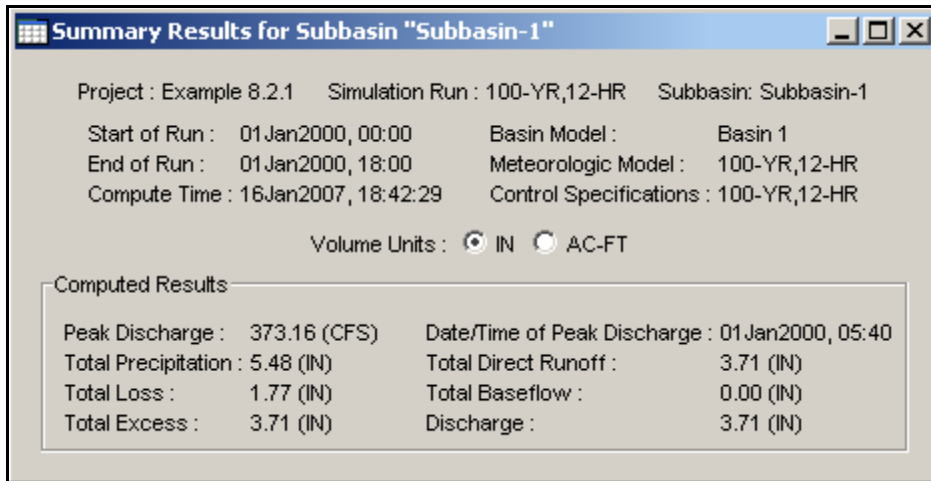 Summary Results for Subbasin "Subbasin-1"
Project : Example 8.2.1 Simulation Run : 100-YR,12-HR Subbasin: Subbasin-1
Start of Run : 01Jan2000, 00:00 Basin Model : Basin 1
End of Run : 01Jan2000, 18:00 Meteorologic Model : 100-YR,12-HR
Compute Time : 16Jan2007, 18:42:29 Control Specifications : 100-YR,12-HR
Volume Units : IN AC-FT
Computed Results
Peak Discharge : 373.16 (CFS) Date/Time of Peak Discharge : 01Jan2000, 05:40
Total Precipitation : 5.48 (IN) Total Direct Runoff : 3.71 (IN)
Total Loss : 1.77 (IN) Total Baseflow : 0.00 (IN)
Total Excess : 3.71 (IN) Discharge : 3.71 (IN)